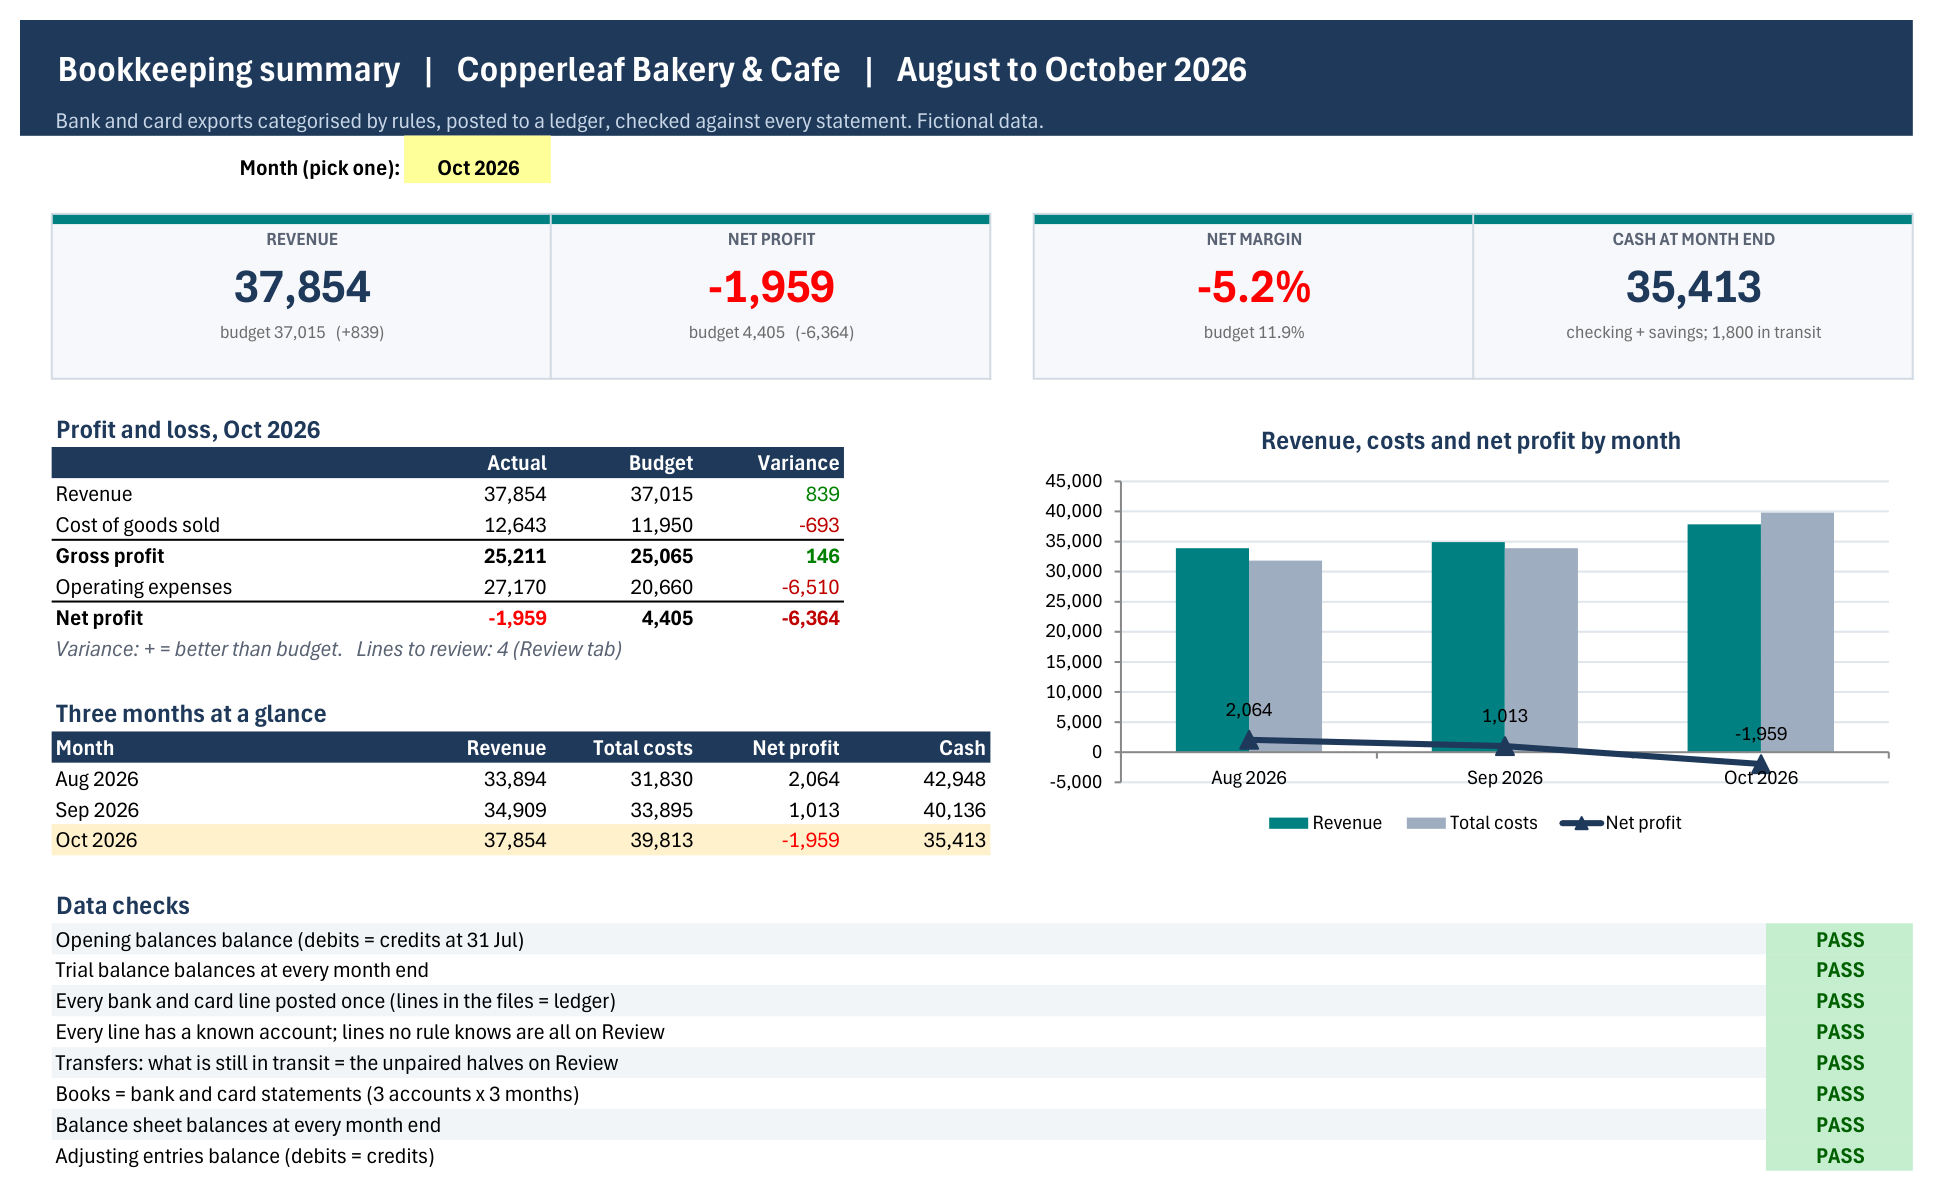 Bookkeeping summary | Copperleaf Bakery & Cafe | August to October 2026
Bank and card exports categorised by rules, posted to a ledger, checked against every statement. Fictional data.
Month (pick one): Oct 2026
REVENUE
37,854
budget 37,015 (+839)
NET PROFIT
-1,959
budget 4,405 (-6,364)
NET MARGIN
-5.2%
budget 11.9%
CASH AT MONTH END
35,413
checking + savings; 1,800 in transit
Profit and loss, Oct 2026
Actual Budget Variance
Revenue 37,854 37,015 839
Cost of goods sold 12,643 11,950 -693
Gross profit 25,211 25,065 146
Operating expenses 27,170 20,660 -6,510
Net profit -1,959 4,405 -6,364
Variance: + = better than budget. Lines to review: 4 (Review tab)
Three months at a glance
Month Revenue Total costs Net profit Cash
Aug 2026 33,894 31,830 2,064 42,948
Sep 2026 34,909 33,895 1,013 40,136
Oct 2026 37,854 39,813 -1,959 35,413
Revenue, costs and net profit by month
45,000
40,000
35,000
30,000
25,000
20,000
15,000
10,000
5,000
0
-5,000
2,064
1,013
-1,959
Aug 2026 Sep 2026 Oct 2026
Revenue Total costs Net profit
Data checks
Opening balances balance (debits = credits at 31 Jul) PASS
Trial balance balances at every month end PASS
Every bank and card line posted once (lines in the files = ledger) PASS
Every line has a known account; lines no rule knows are all on Review PASS
Transfers: what is still in transit = the unpaired halves on Review PASS
Books = bank and card statements (3 accounts x 3 months) PASS
Balance sheet balances at every month end PASS
Adjusting entries balance (debits = credits) PASS